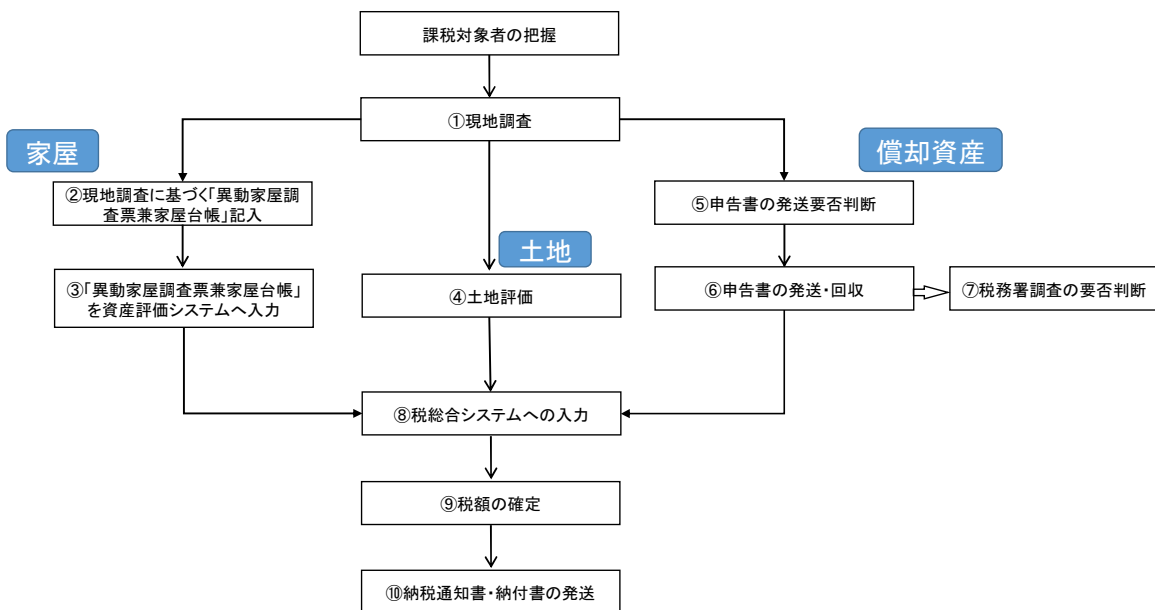 課税対象者の把握
①現地調査
家屋
償却資産
②現地調査に基づく「異動家屋調
査票兼家屋台帳」記入
⑤申告書の発送要否判断
土地
③「異動家屋調査票兼家屋台帳」
を資産評価システムへ入力
④土地評価
⑥申告書の発送・回収
⑦税務署調査の要否判断
⑧税総合システムへの入力
⑨税額の確定
⑩納税通知書・納付書の発送